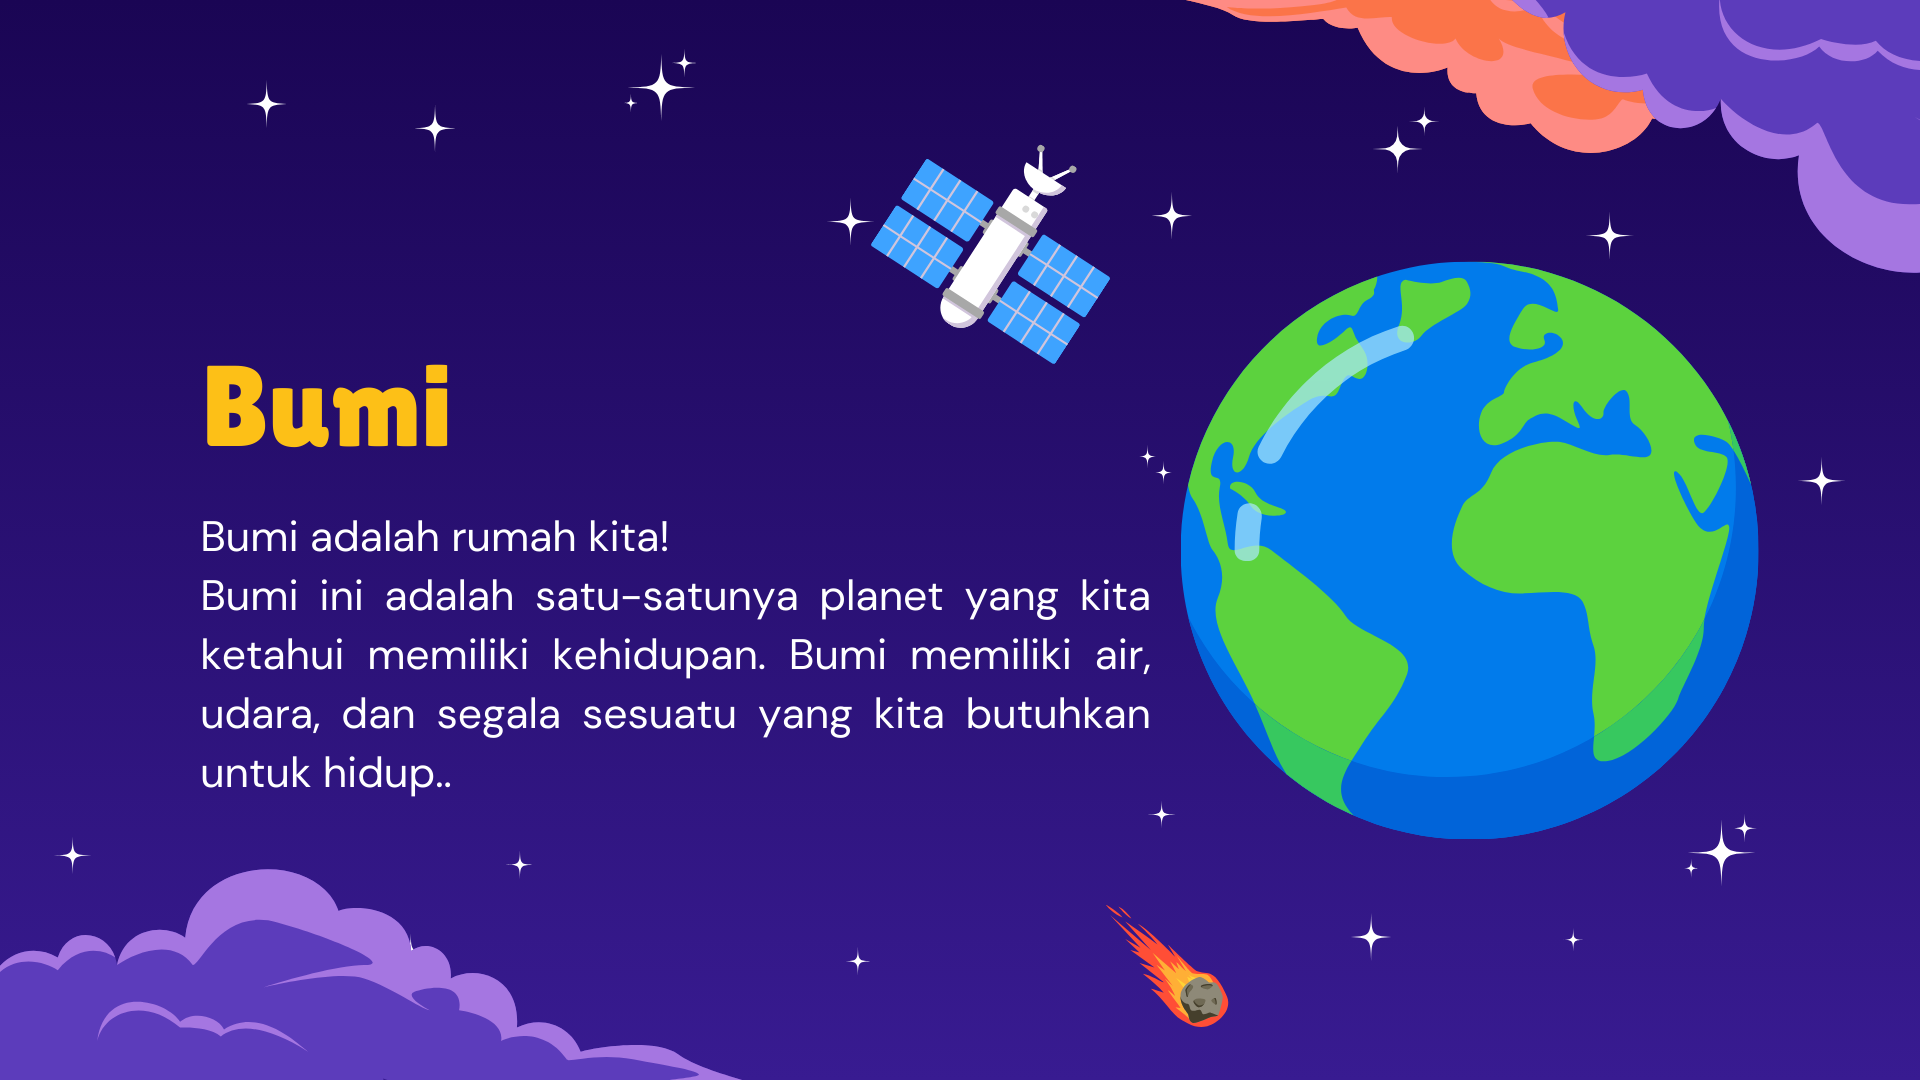 Bumi
Bumi adalah rumah kita!
Bumi ini adalah satu-satunya planet yang kita
ketahui memiliki kehidupan. Bumi memiliki air,
udara, dan segala sesuatu yang kita butuhkan
untuk hidup..